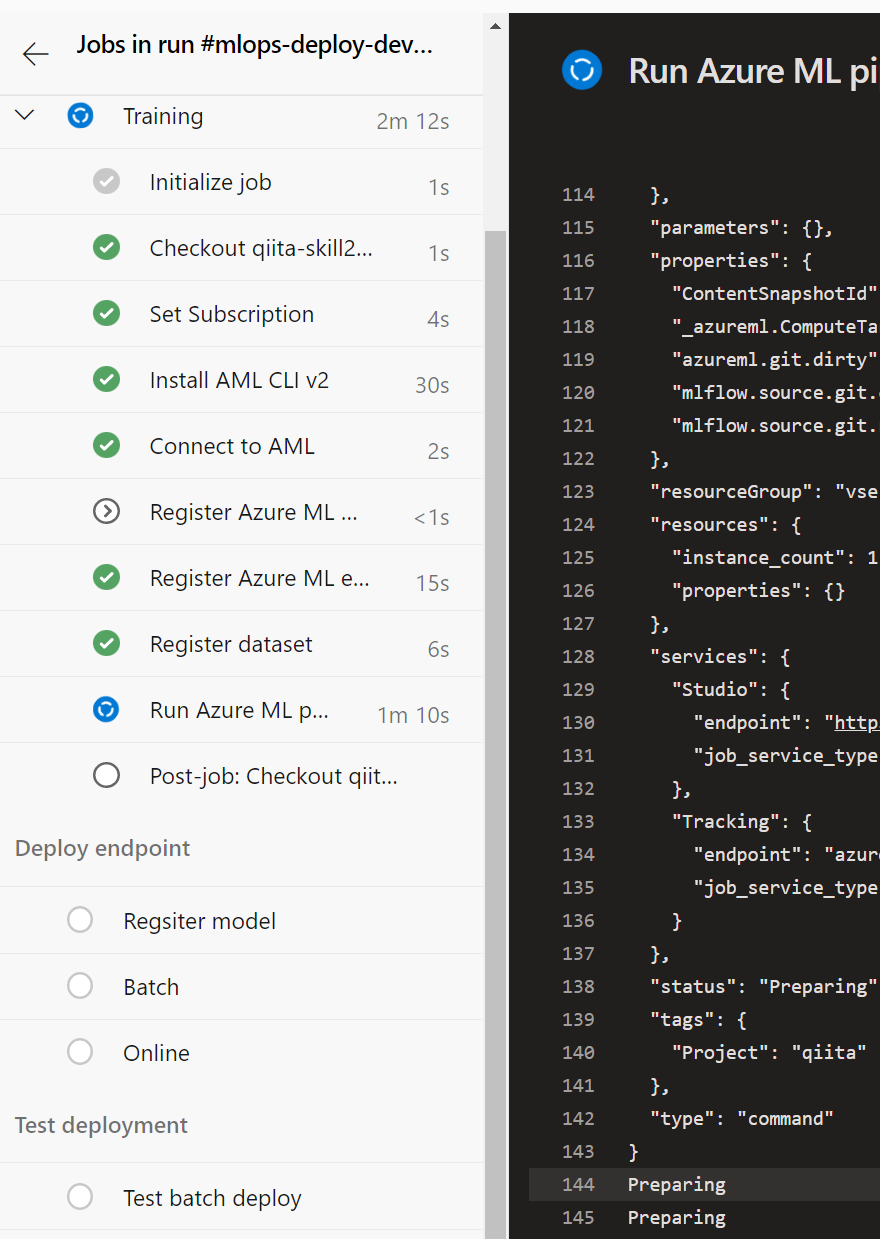 Jobs in run #mlops-deploy-dev...
Training 2m 12s
Initialize job 1s
Checkout qiita-skill2... 1s
Set Subscription 4s
Install AML CLI v2 30s
Connect to AML 2s
Register Azure ML ... <1s
Register Azure ML e... 15s
Register dataset 6s
Run Azure ML p... 1m 10s
Post-job: Checkout qiit...
Deploy endpoint
Regsiter model
Batch
Online
Test deployment
Test batch deploy
Run Azure ML pi
114 },
115 "parameters": {},
116 "properties": {
117 "ContentSnapshotId"
118 "_azureml.ComputeTa
119 "azureml.git.dirty"
120 "mlflow.source.git.
121 "mlflow.source.git.
122 },
123 "resourceGroup": "vse
124 "resources": {
125 "instance_count": 1
126 "properties": {}
127 },
128 "services": {
129 "Studio": {
130 "endpoint": "http
131 "job_service_type
132 },
133 "Tracking": {
134 "endpoint": "azur
135 "job_service_type
136 }
137 },
138 "status": "Preparing"
139 "tags": {
140 "Project": "qiita"
141 },
142 "type": "command"
143 }
144 Preparing
145 Preparing